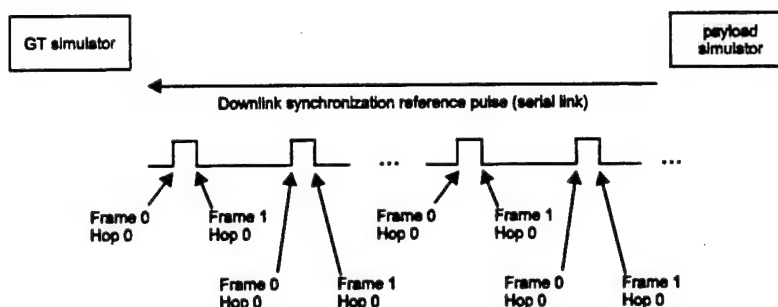 GT simulator
payload
simulator
Downlink synchronization reference pulse (serial link)
...
...
Frame 0
Hop 0
Frame 1
Hop 0
Frame 0
Hop 0
Frame 1
Hop 0
Frame 0
Hop 0
Frame 1
Hop 0
Frame 0
Hop 0
Frame 1
Hop 0